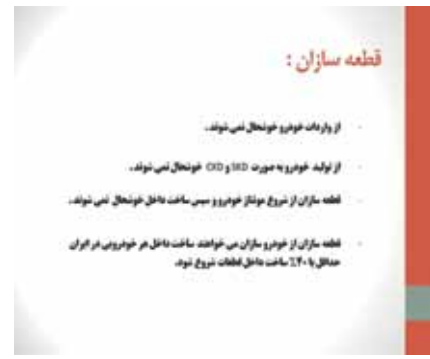 قطعه سازان :
از واردات خودرو خوشحال نمی شوند.
از تولید خودرو به صورت SKD و CKD خوشحال نمی شوند.
قطعه سازان از شروع مونتاژ خودرو و سپس ساخت داخل خوشحال نمی شوند.
قطعه سازان از خودرو سازان می خواهند ساخت داخل هر خودرویی در ایران
حداقل با ۴۰٪ ساخت داخل قطعات شروع شود.